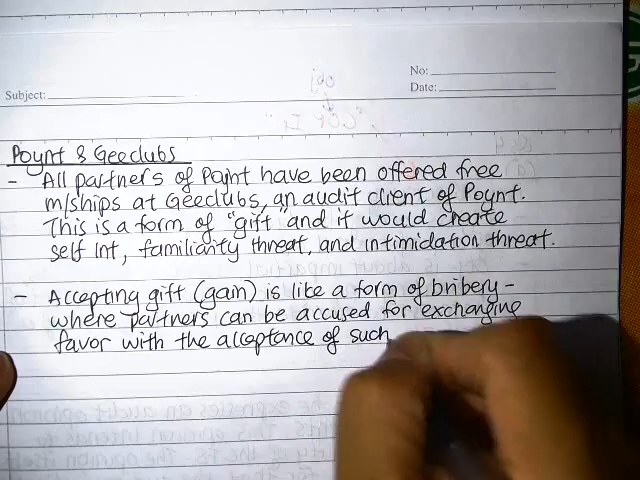 No:
Date:
Subject:
Poynt & Geeclubs
- All partners of Poynt have been offered free
m/ships at Geeclubs, an audit client of Poynt.
This is a form of "gift" and it would create
self Int, familiarity threat, and intimidation threat.
- Accepting gift (gain) is like a form of bribery -
where partners can be accused for exchanging
favor with the acceptance of such